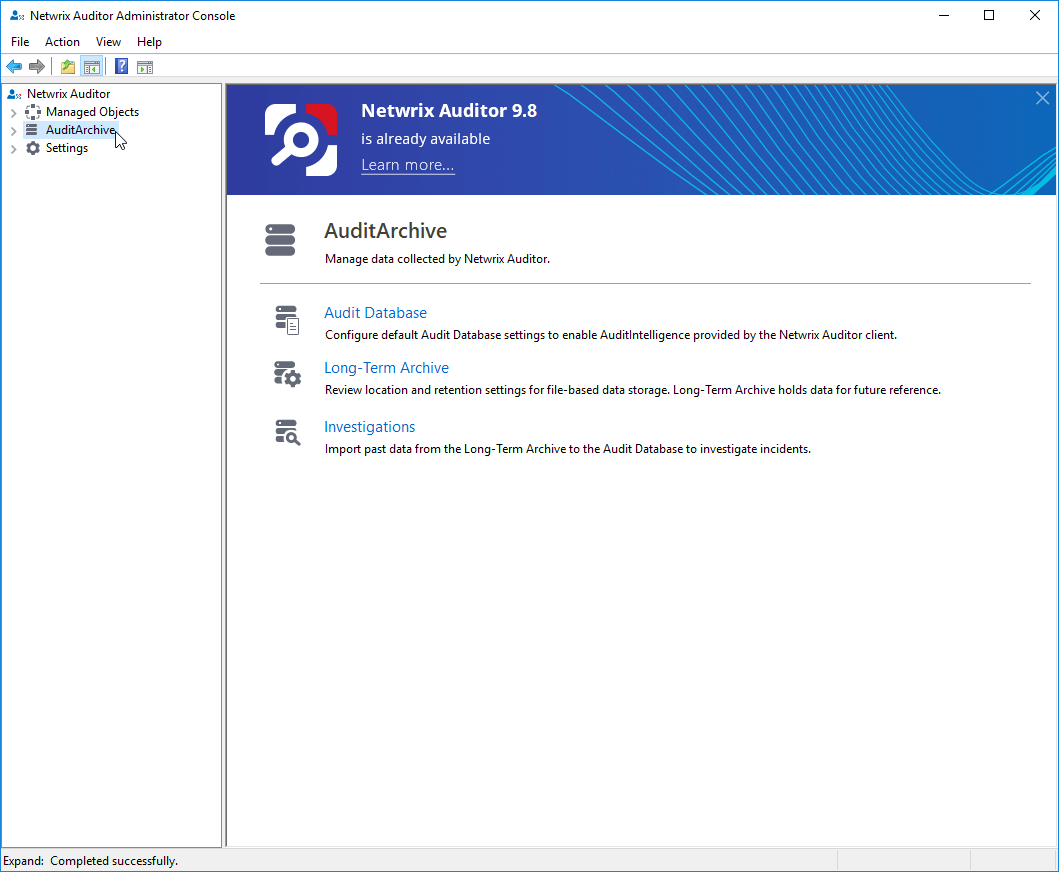 Netwrix Auditor Administrator Console
File Action View Help
?
Netwrix Auditor
Managed Objects
AuditArchive
Settings
Netwrix Auditor 9.8
is already available
Learn more...
AuditArchive
Manage data collected by Netwrix Auditor.
Audit Database
Configure default Audit Database settings to enable AuditIntelligence provided by the Netwrix Auditor client.
Long-Term Archive
Review location and retention settings for file-based data storage. Long-Term Archive holds data for future reference.
Investigations
Import past data from the Long-Term Archive to the Audit Database to investigate incidents.
Expand: Completed successfully.